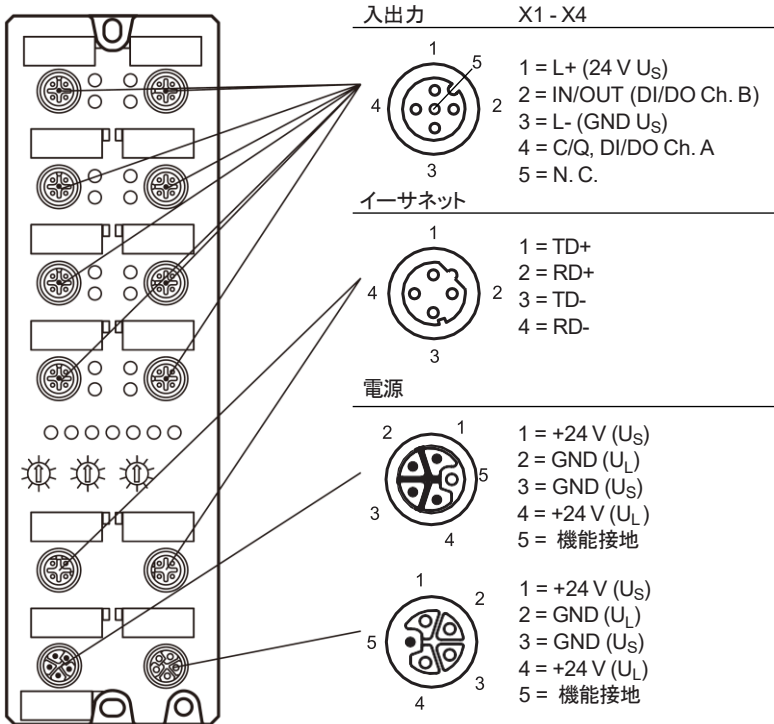 入出力 X1 - X4
1
5
4
2
3
1 = L+ (24 V US)
2 = IN/OUT (DI/DO Ch. B)
3 = L- (GND US)
4 = C/Q, DI/DO Ch. A
5 = N. C.
イーサネット
1
4
2
3
1 = TD+
2 = RD+
3 = TD-
4 = RD-
電源
2
1
5
3
4
1 = +24 V (US)
2 = GND (UL)
3 = GND (US)
4 = +24 V (UL)
5 = 機能接地
1
2
5
3
4
1 = +24 V (US)
2 = GND (UL)
3 = GND (US)
4 = +24 V (UL)
5 = 機能接地